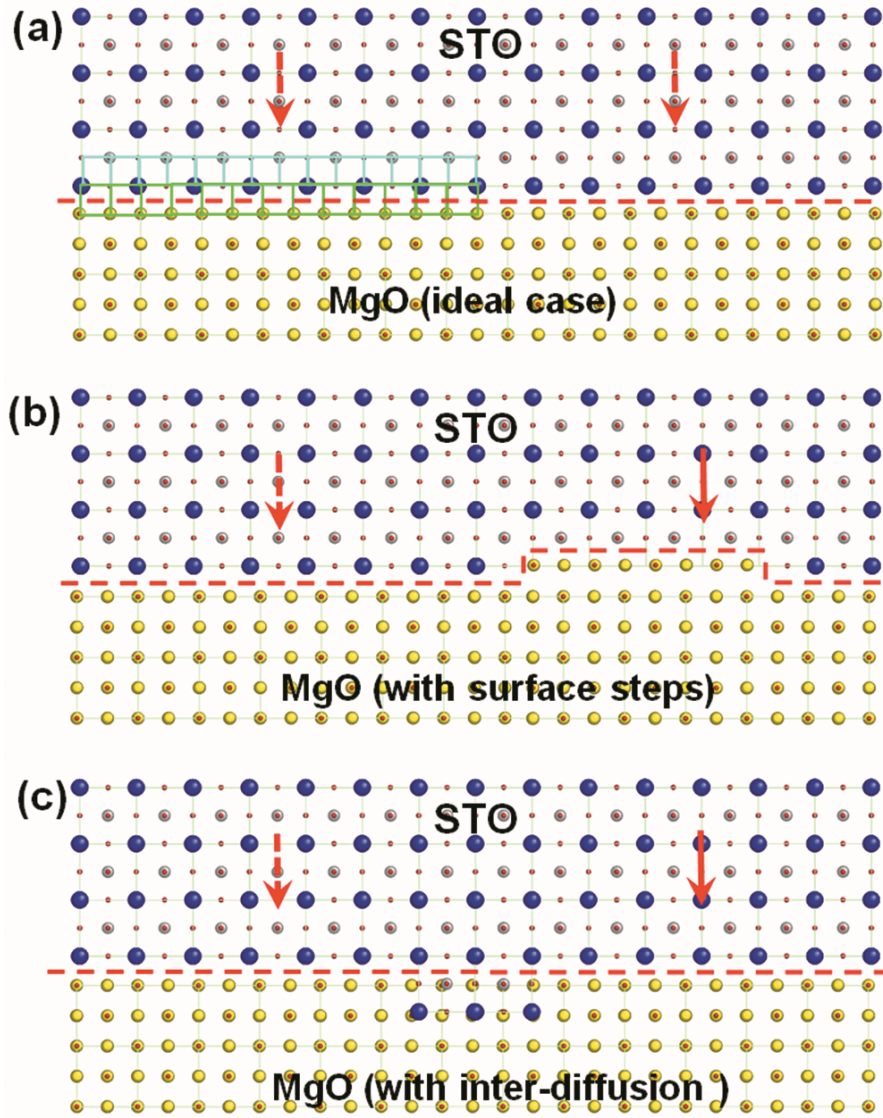 (a)
STO
MgO (ideal case)
(b)
STO
MgO (with surface steps)
(c)
STO
MgO (with inter-diffusion )